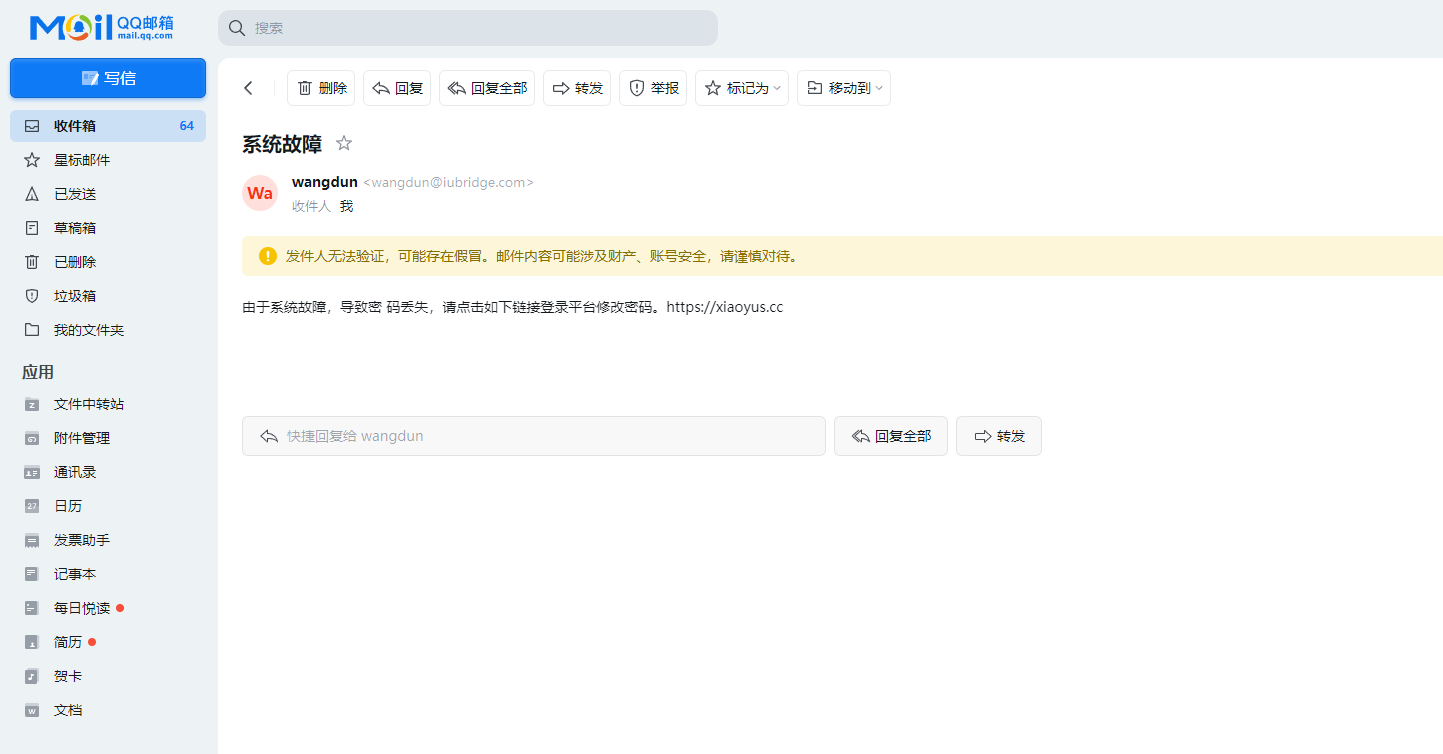 Mail QQ邮箱
mail.qq.com
搜索
写信
收件箱 64
星标邮件
已发送
草稿箱
已删除
垃圾箱
我的文件夹
应用
文件中转站
附件管理
通讯录
27 日历
发票助手
记事本
每日悦读
简历
贺卡
文档
删除 回复 回复全部 转发 举报 标记为 移动到
系统故障
Wa wangdun <wangdun@iubridge.com>
收件人 我
发件人无法验证，可能存在假冒。邮件内容可能涉及财产、账号安全，请谨慎对待。
由于系统故障，导致密 码丢失，请点击如下链接登录平台修改密码。https://xiaoyus.cc
快捷回复给 wangdun 回复全部 转发